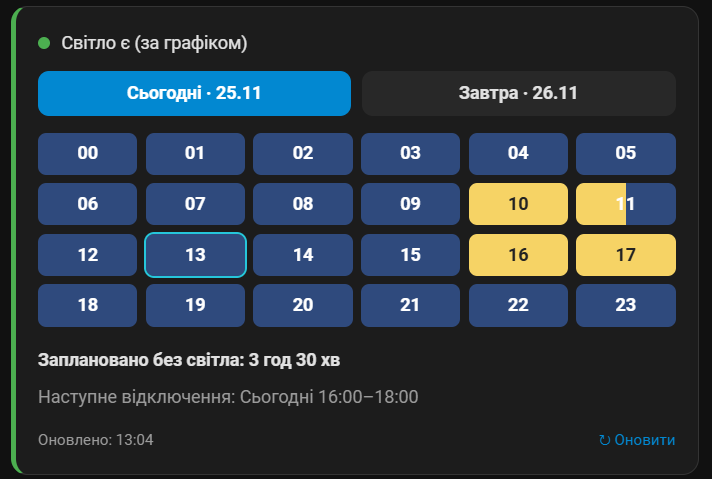 Світло є (за графіком)
Сьогодні · 25.11 Завтра · 26.11
00 01 02 03 04 05
06 07 08 09 10 11
12 13 14 15 16 17
18 19 20 21 22 23
Заплановано без світла: 3 год 30 хв
Наступне відключення: Сьогодні 16:00–18:00
Оновлено: 13:04 ↻ Оновити